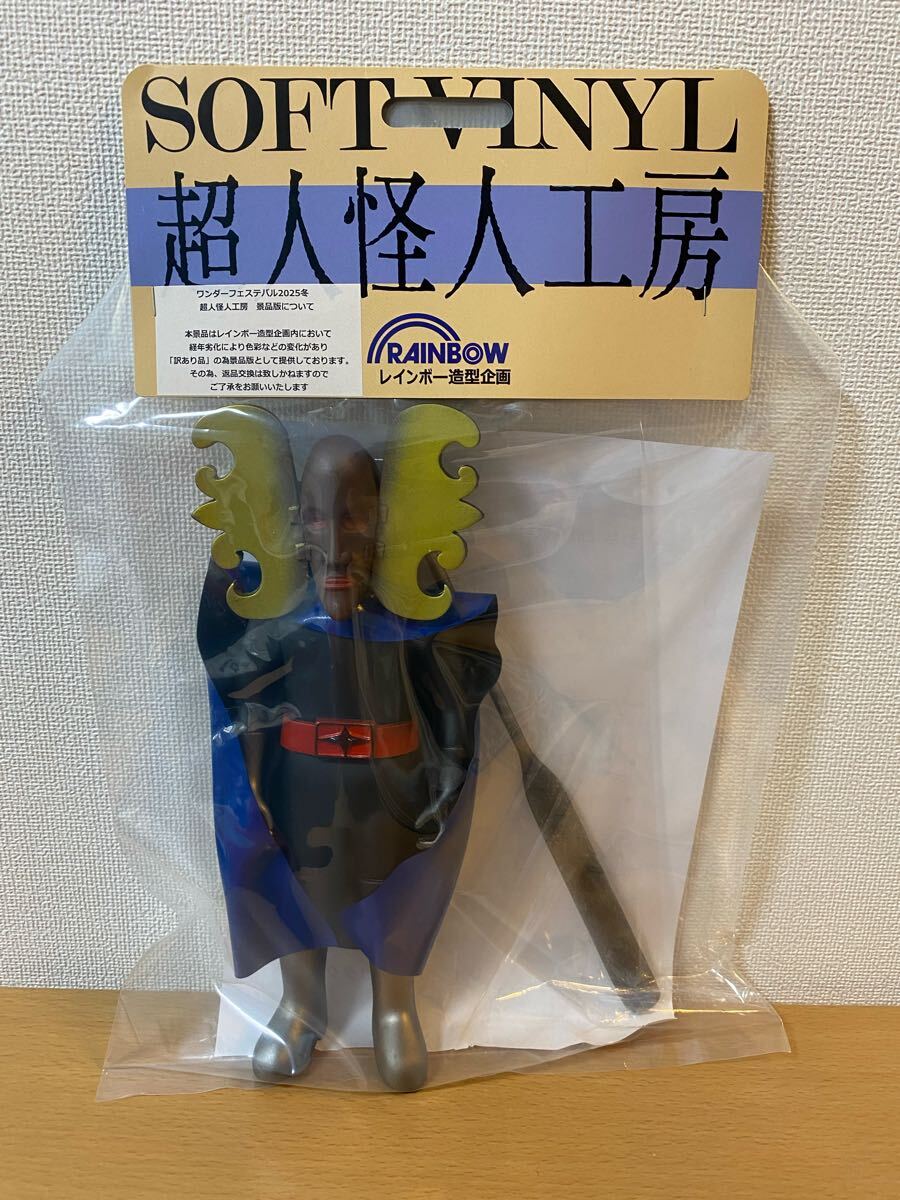 SOFT VINYL
超人怪人工房
ワンダーフェステバル2025冬
超人怪人工房　景品版について
本景品はレインボー造型企画内において
経年劣化により色彩などの変化があり
「訳あり品」の為景品版として提供しております。
その為、返品交換は致しかねますので
ご了承をお願いいたします
RAINBOW
レインボー造型企画